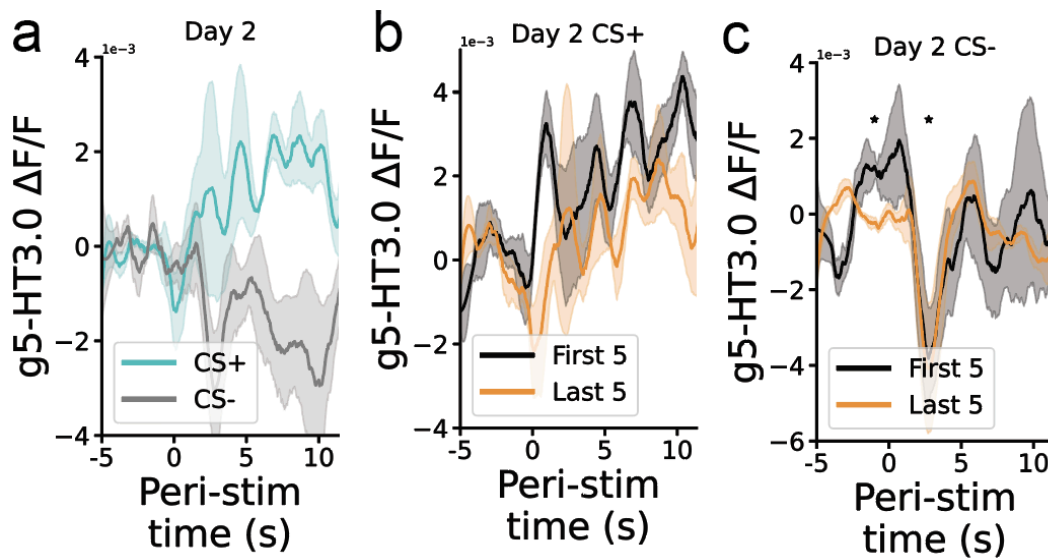 a
Day 2
1e−3
4
2
0
−2
−4
g5-HT3.0 ΔF/F
CS+
CS-
-5
0
5
10
Peri-stim
time (s)
b
Day 2 CS+
1e−3
4
2
0
−2
−4
g5-HT3.0 ΔF/F
First 5
Last 5
-5
0
5
10
Peri-stim
time (s)
c
Day 2 CS-
1e−3
4
2
0
−2
−4
−6
g5-HT3.0 ΔF/F
First 5
Last 5
-5
0
5
10
Peri-stim
time (s)